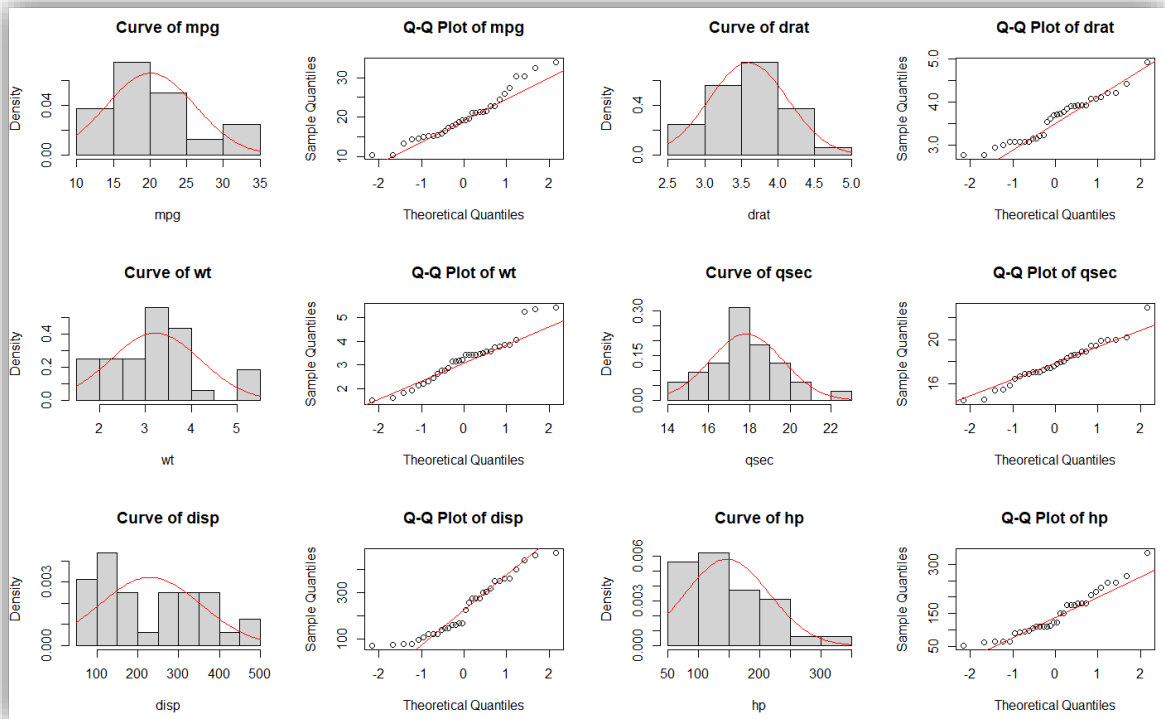 Curve of mpg
Density
0.00 0.04
10 15 20 25 30 35
mpg
Q-Q Plot of mpg
Sample Quantiles
10 20 30
-2 -1 0 1 2
Theoretical Quantiles
Curve of drat
Density
0.0 0.4
2.5 3.0 3.5 4.0 4.5 5.0
drat
Q-Q Plot of drat
Sample Quantiles
3.0 4.0 5.0
-2 -1 0 1 2
Theoretical Quantiles
Curve of wt
Density
0.0 0.2 0.4
2 3 4 5
wt
Q-Q Plot of wt
Sample Quantiles
2 3 4 5
-2 -1 0 1 2
Theoretical Quantiles
Curve of qsec
Density
0.00 0.15 0.30
14 16 18 20 22
qsec
Q-Q Plot of qsec
Sample Quantiles
16 20
-2 -1 0 1 2
Theoretical Quantiles
Curve of disp
Density
0.000 0.003
100 200 300 400 500
disp
Q-Q Plot of disp
Sample Quantiles
100 300
-2 -1 0 1 2
Theoretical Quantiles
Curve of hp
Density
0.000 0.003 0.006
50 100 200 300
hp
Q-Q Plot of hp
Sample Quantiles
50 150 300
-2 -1 0 1 2
Theoretical Quantiles